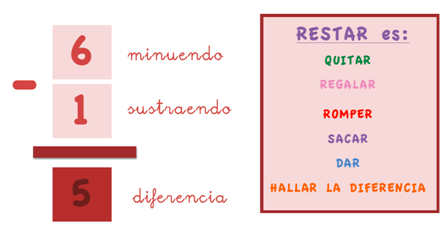 6 minuendo
-
1 sustraendo
5 diferencia
RESTAR es:
QUITAR
REGALAR
ROMPER
SACAR
DAR
HALLAR LA DIFERENCIA